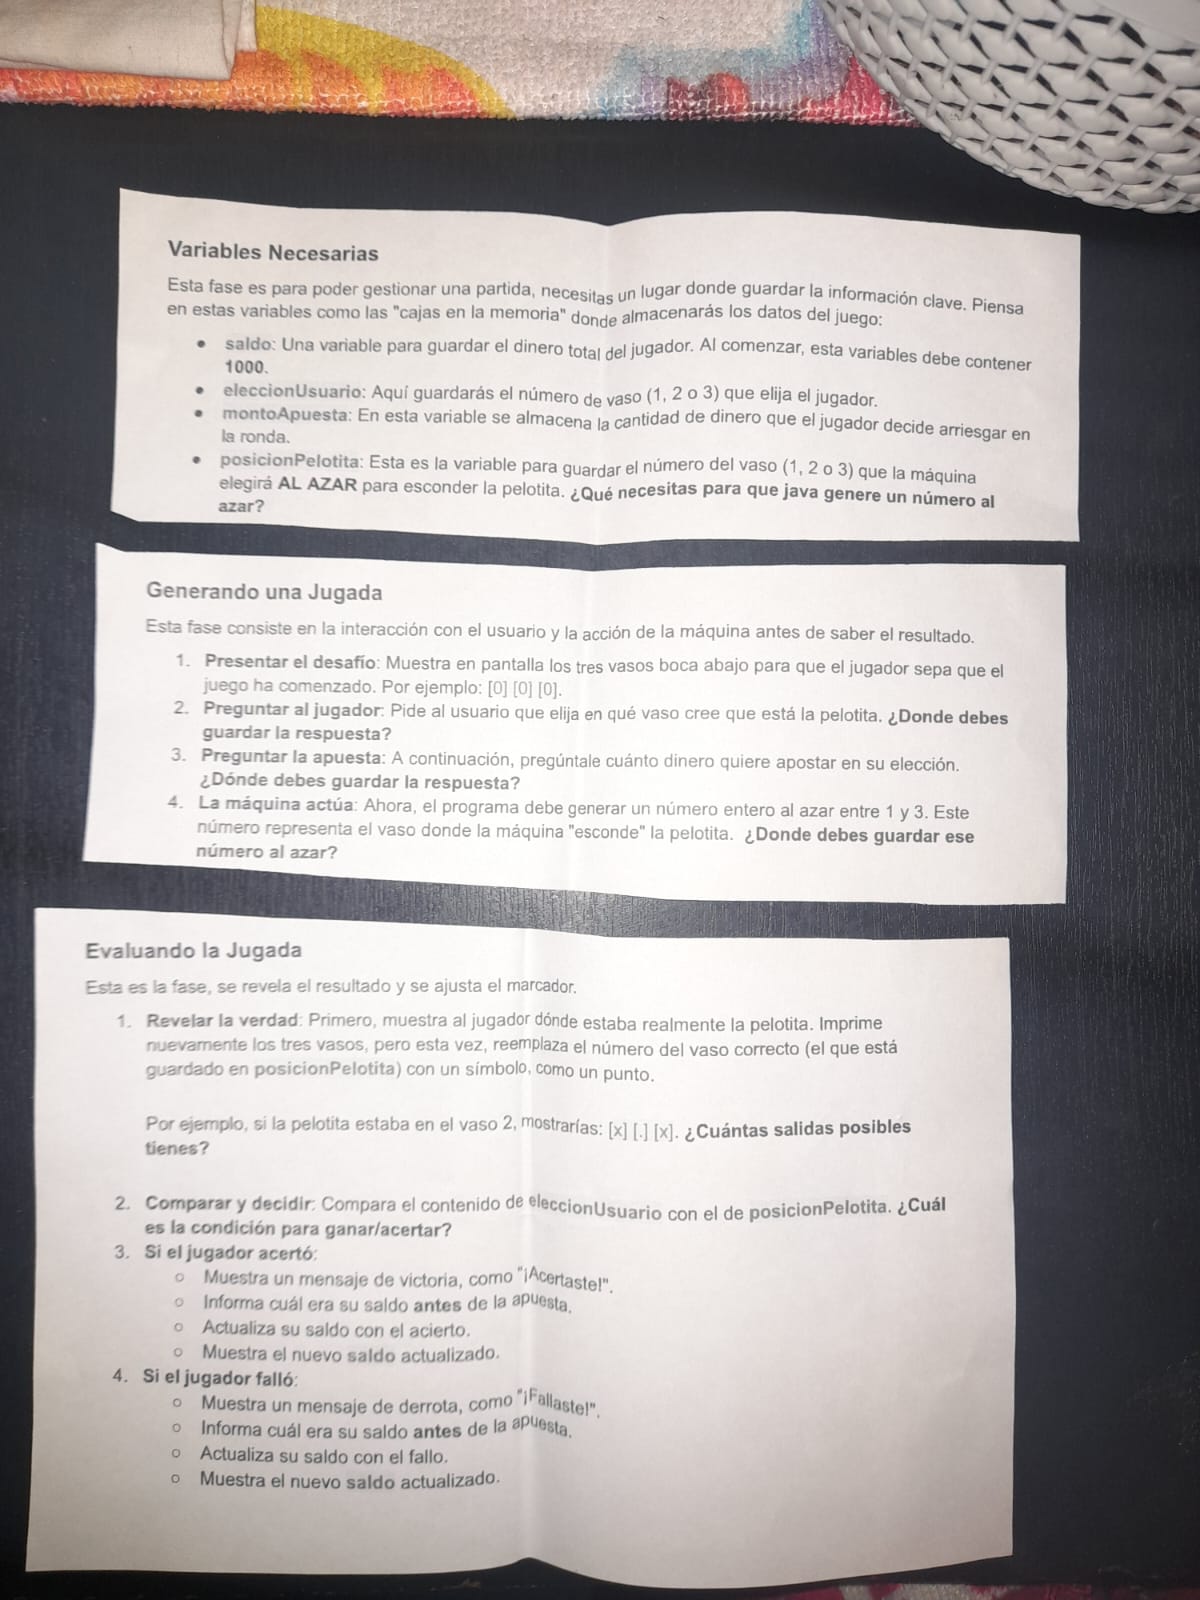 Variables Necesarias
Esta fase es para poder gestionar una partida, necesitas un lugar donde guardar la información clave. Piensa
en estas variables como las "cajas en la memoria" donde almacenarás los datos del juego:
● saldo: Una variable para guardar el dinero total del jugador. Al comenzar, esta variables debe contener
1000.
● eleccionUsuario: Aquí guardarás el número de vaso (1, 2 o 3) que elija el jugador.
● montoApuesta: En esta variable se almacena la cantidad de dinero que el jugador decide arriesgar en
la ronda.
● posicionPelotita: Esta es la variable para guardar el número del vaso (1, 2 o 3) que la máquina
elegirá AL AZAR para esconder la pelotita. ¿Qué necesitas para que java genere un número al
azar?
Generando una Jugada
Esta fase consiste en la interacción con el usuario y la acción de la máquina antes de saber el resultado.
1. Presentar el desafío: Muestra en pantalla los tres vasos boca abajo para que el jugador sepa que el
juego ha comenzado. Por ejemplo: [0] [0] [0].
2. Preguntar al jugador: Pide al usuario que elija en qué vaso cree que está la pelotita. ¿Donde debes
guardar la respuesta?
3. Preguntar la apuesta: A continuación, pregúntale cuánto dinero quiere apostar en su elección.
¿Dónde debes guardar la respuesta?
4. La máquina actúa: Ahora, el programa debe generar un número entero al azar entre 1 y 3. Este
número representa el vaso donde la máquina "esconde" la pelotita. ¿Donde debes guardar ese
número al azar?
Evaluando la Jugada
Esta es la fase, se revela el resultado y se ajusta el marcador.
1. Revelar la verdad: Primero, muestra al jugador dónde estaba realmente la pelotita. Imprime
nuevamente los tres vasos, pero esta vez, reemplaza el número del vaso correcto (el que está
guardado en posicionPelotita) con un símbolo, como un punto.
Por ejemplo, si la pelotita estaba en el vaso 2, mostrarías: [x] [.] [x]. ¿Cuántas salidas posibles
tienes?
2. Comparar y decidir: Compara el contenido de eleccionUsuario con el de posicionPelotita. ¿Cuál
es la condición para ganar/acertar?
3. Si el jugador acertó:
○ Muestra un mensaje de victoria, como "¡Acertaste!".
○ Informa cuál era su saldo antes de la apuesta.
○ Actualiza su saldo con el acierto.
○ Muestra el nuevo saldo actualizado.
4. Si el jugador falló:
○ Muestra un mensaje de derrota, como "¡Fallaste!".
○ Informa cuál era su saldo antes de la apuesta.
○ Actualiza su saldo con el fallo.
○ Muestra el nuevo saldo actualizado.